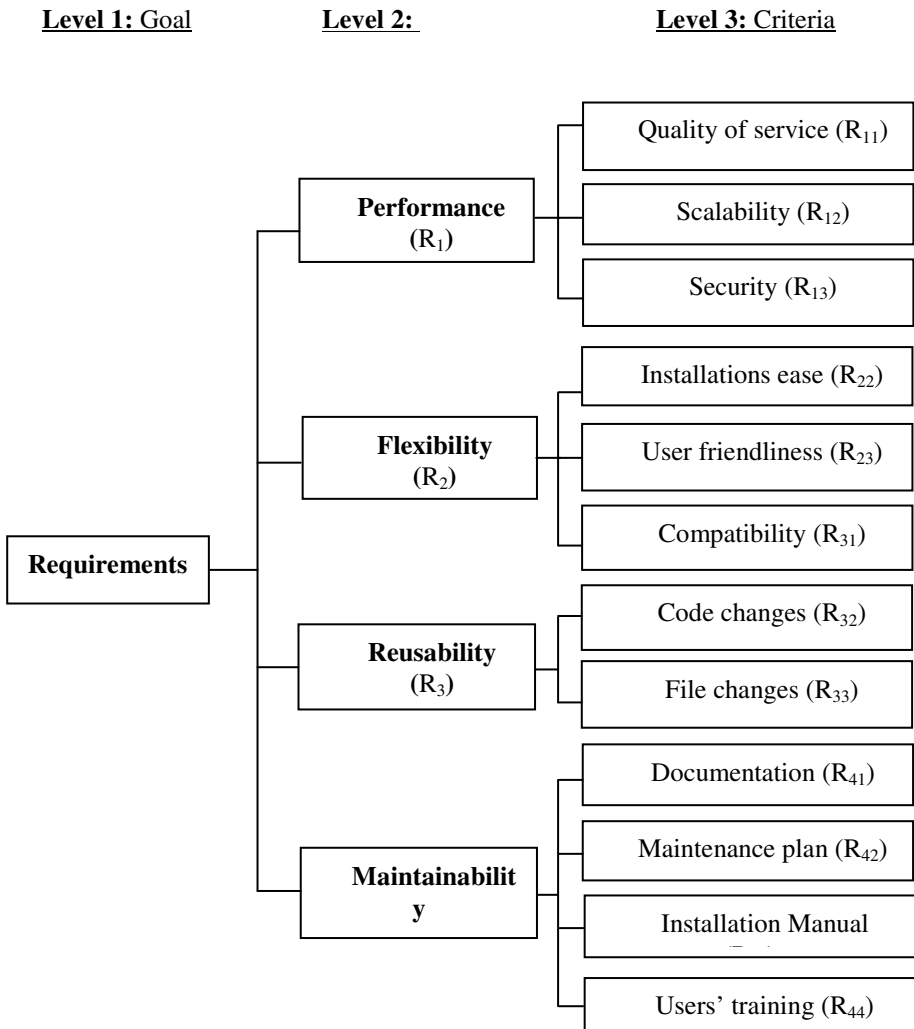 Level 1: Goal
Level 2:
Level 3: Criteria
Requirements
Performance
(R₁)
Quality of service (R₁₁)
Scalability (R₁₂)
Security (R₁₃)
Flexibility
(R₂)
Installations ease (R₂₂)
User friendliness (R₂₃)
Compatibility (R₃₁)
Reusability
(R₃)
Code changes (R₃₂)
File changes (R₃₃)
Maintainabilit
y
Documentation (R₄₁)
Maintenance plan (R₄₂)
Installation Manual
Users’ training (R₄₄)